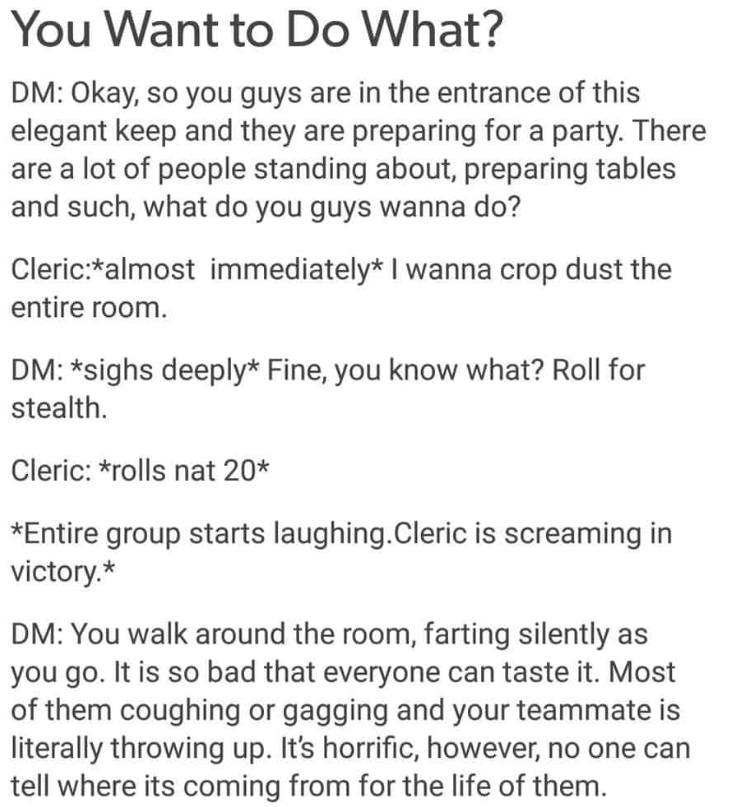 You Want to Do What?
DM: Okay, so you guys are in the entrance of this
elegant keep and they are preparing for a party. There
are a lot of people standing about, preparing tables
and such, what do you guys wanna do?
Cleric:*almost  immediately* I wanna crop dust the
entire room.
DM: *sighs deeply* Fine, you know what? Roll for
stealth.
Cleric: *rolls nat 20*
*Entire group starts laughing.Cleric is screaming in
victory.*
DM: You walk around the room, farting silently as
you go. It is so bad that everyone can taste it. Most
of them coughing or gagging and your teammate is
literally throwing up. It's horrific, however, no one can
tell where its coming from for the life of them.